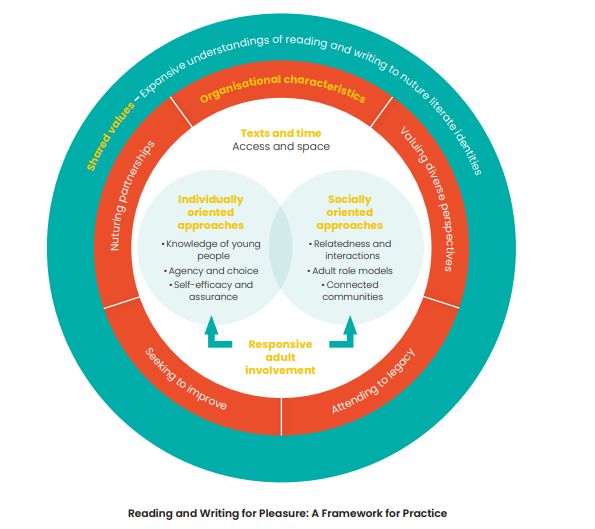 Shared values – Expansive understandings of reading and writing to nuture literate identities
Organisational characteristics
Nuturing partnerships
Valuing diverse perspectives
Texts and time
Access and space
Individually
oriented
approaches
• Knowledge of young
people
• Agency and choice
• Self-efficacy and
assurance
Socially
oriented
approaches
• Relatedness and
interactions
• Adult role models
• Connected
communities
Responsive
adult
involvement
Seeking to improve
Attending to legacy
Reading and Writing for Pleasure: A Framework for Practice